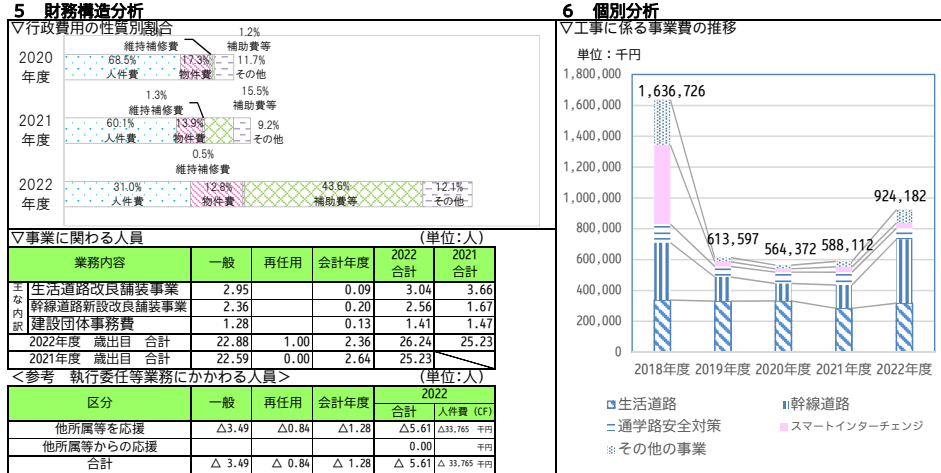 5 財務構造分析
▽行政費用の性質別割合
1.2%
維持補修費 補助費等
2020年度
68.5% 17.3% 11.7%
人件費 物件費 その他
1.3% 15.5%
維持補修費 補助費等
2021年度
60.1% 13.9% 9.2%
人件費 物件費 その他
0.5%
維持補修費
2022年度
31.0% 12.8% 43.6% 12.1%
人件費 物件費 補助費等 その他
▽事業に関わる人員 (単位:人)
業務内容 一般 再任用 会計年度 2022合計 2021合計
主な内訳
生活道路改良舗装事業 2.95 0.09 3.04 3.66
幹線道路新設改良舗装事業 2.36 0.20 2.56 1.67
建設団体事務費 1.28 0.13 1.41 1.47
2022年度 歳出目 合計 22.88 1.00 2.36 26.24 25.23
2021年度 歳出目 合計 22.59 0.00 2.64 25.23
<参考 執行委任等業務にかかわる人員> (単位:人)
区分 一般 再任用 会計年度 2022
合計 人件費 (CF)
他所属等を応援 △3.49 △0.84 △1.28 △5.61 △33,765 千円
他所属等からの応援 0.00 千円
合計 △ 3.49 △ 0.84 △ 1.28 △ 5.61 △ 33,765 千円
6 個別分析
▽工事に係る事業費の推移
単位:千円
1,800,000
1,600,000
1,400,000
1,200,000
1,000,000
800,000
600,000
400,000
200,000
0
1,636,726
613,597
564,372
588,112
924,182
2018年度 2019年度 2020年度 2021年度 2022年度
生活道路 幹線道路
通学路安全対策 スマートインターチェンジ
その他の事業